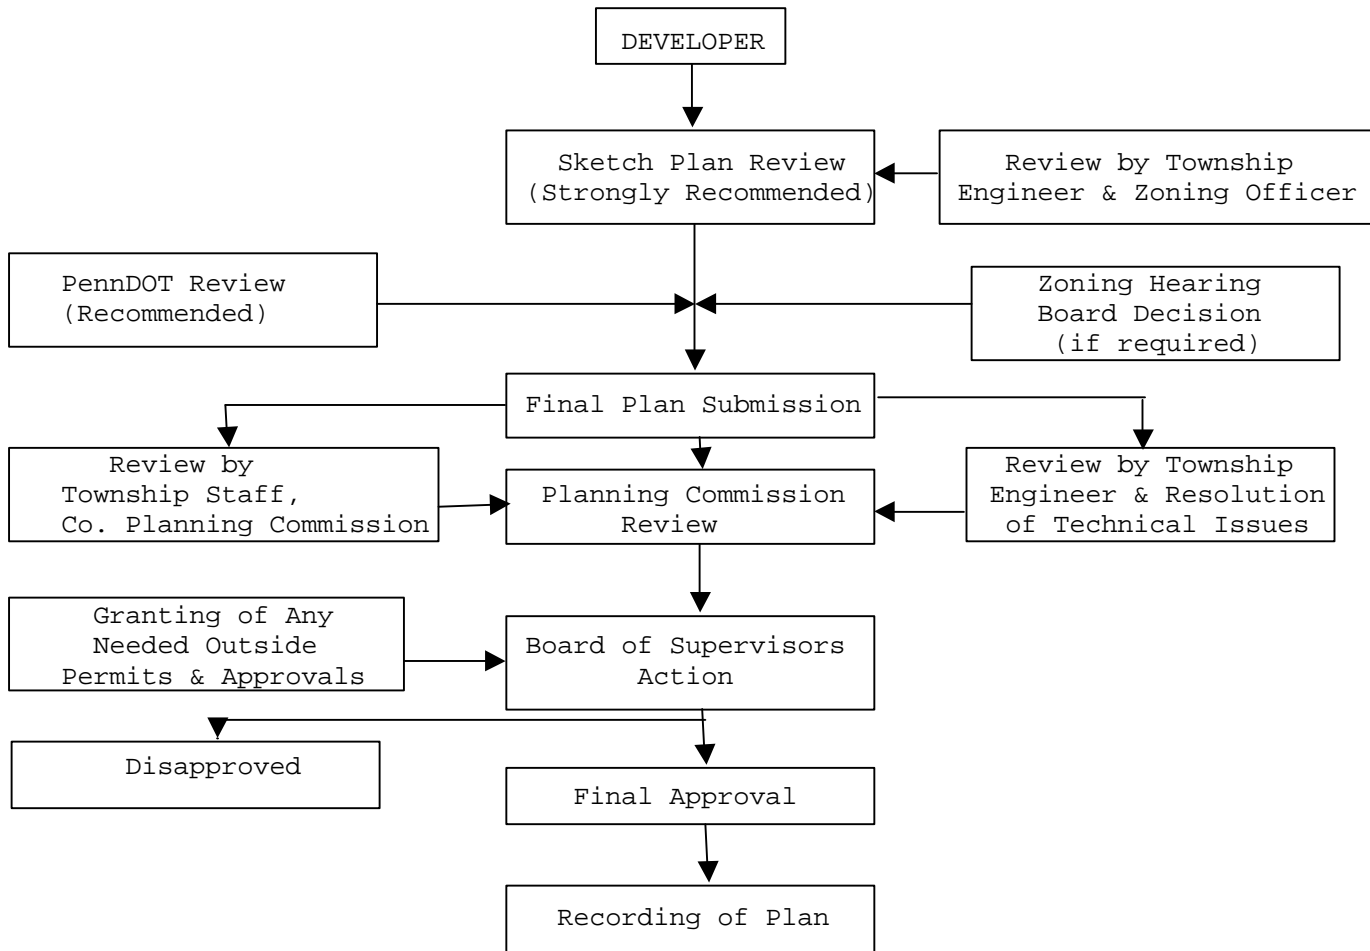 DEVELOPER
Sketch Plan Review
(Strongly Recommended)
Review by Township
Engineer & Zoning Officer
PennDOT Review
(Recommended)
Zoning Hearing
Board Decision
(if required)
Final Plan Submission
Review by
Township Staff,
Co. Planning Commission
Planning Commission
Review
Review by Township
Engineer & Resolution
of Technical Issues
Granting of Any
Needed Outside
Permits & Approvals
Board of Supervisors
Action
Disapproved
Final Approval
Recording of Plan